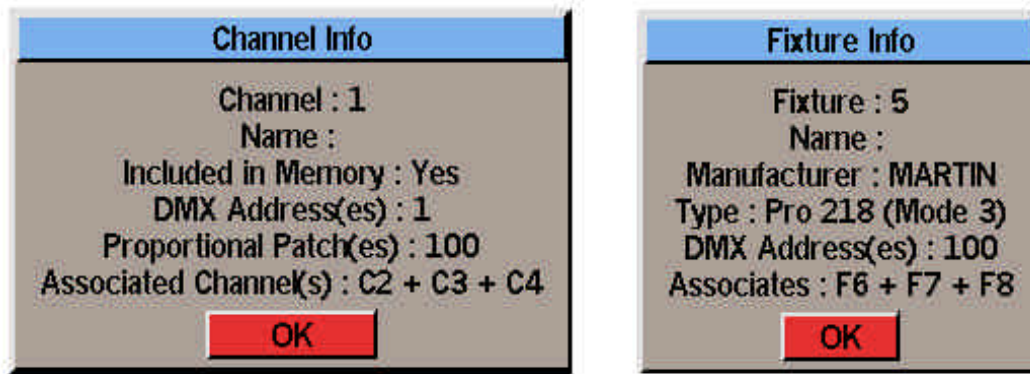 Channel Info
Channel : 1
Name :
Included in Memory : Yes
DMX Address(es) : 1
Proportional Patch(es) : 100
Associated Channel(s) : C2 + C3 + C4
OK
Fixture Info
Fixture : 5
Name :
Manufacturer : MARTIN
Type : Pro 218 (Mode 3)
DMX Address(es) : 100
Associates : F6 + F7 + F8
OK